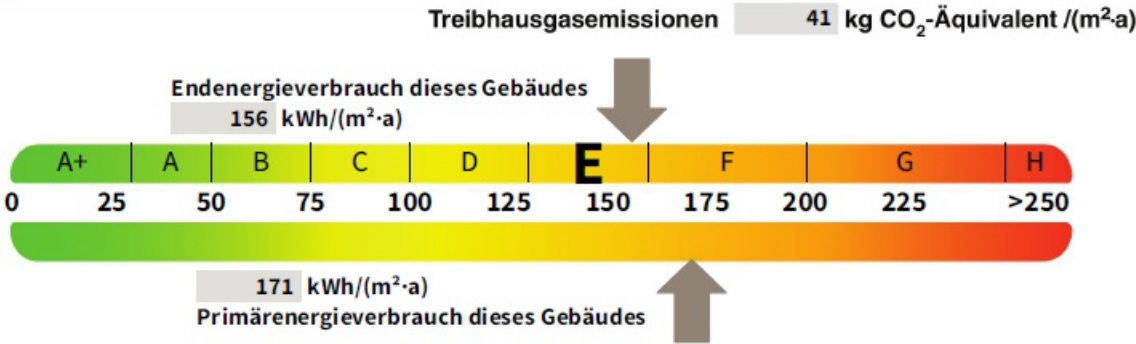 Treibhausgasemissionen 41 kg CO₂-Äquivalent /(m²·a)
Endenergieverbrauch dieses Gebäudes
156 kWh/(m²·a)
A+ A B C D E F G H
0 25 50 75 100 125 150 175 200 225 >250
171 kWh/(m²·a)
Primärenergieverbrauch dieses Gebäudes